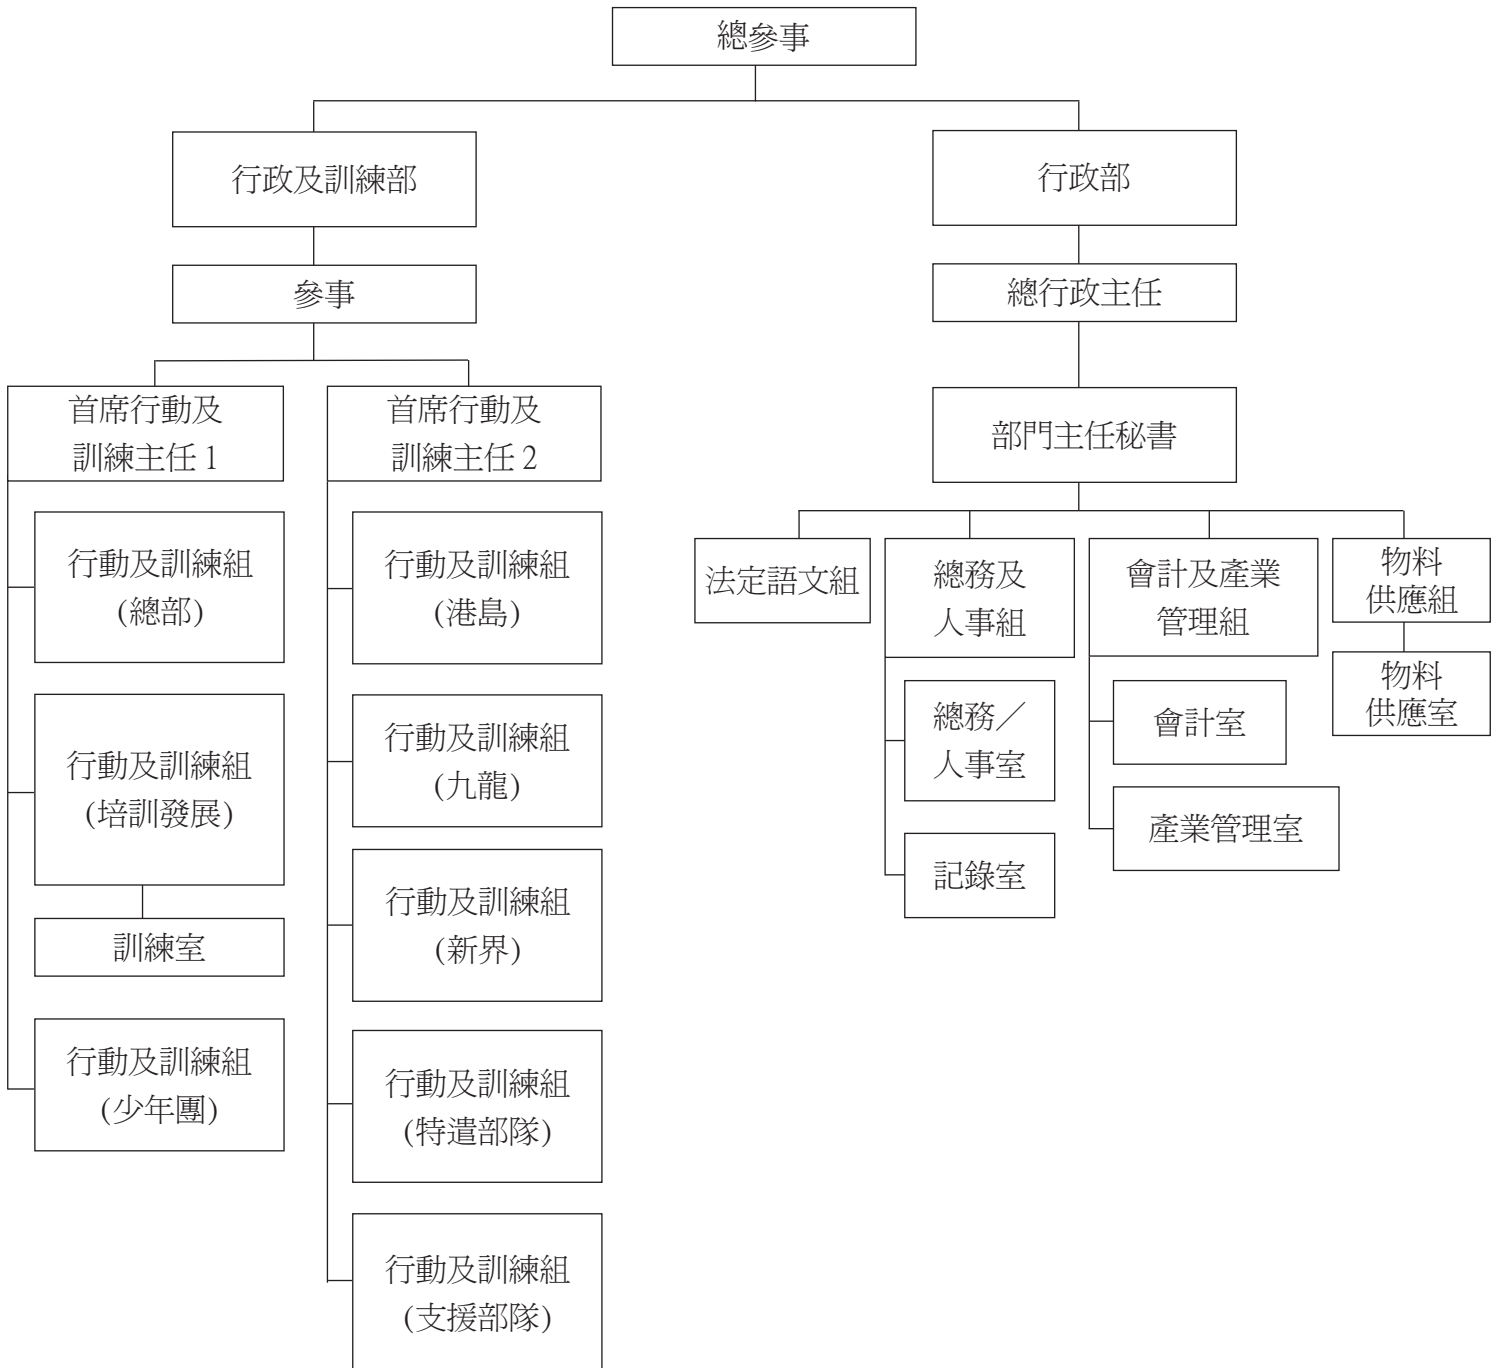 總參事
行政及訓練部
行政部
參事
總行政主任
首席行動及
訓練主任 1
首席行動及
訓練主任 2
部門主任秘書
行動及訓練組
(總部)
行動及訓練組
(培訓發展)
訓練室
行動及訓練組
(少年團)
行動及訓練組
(港島)
行動及訓練組
(九龍)
行動及訓練組
(新界)
行動及訓練組
(特遣部隊)
行動及訓練組
(支援部隊)
法定語文組
總務及
人事組
總務／
人事室
記錄室
會計及產業
管理組
會計室
產業管理室
物料
供應組
物料
供應室